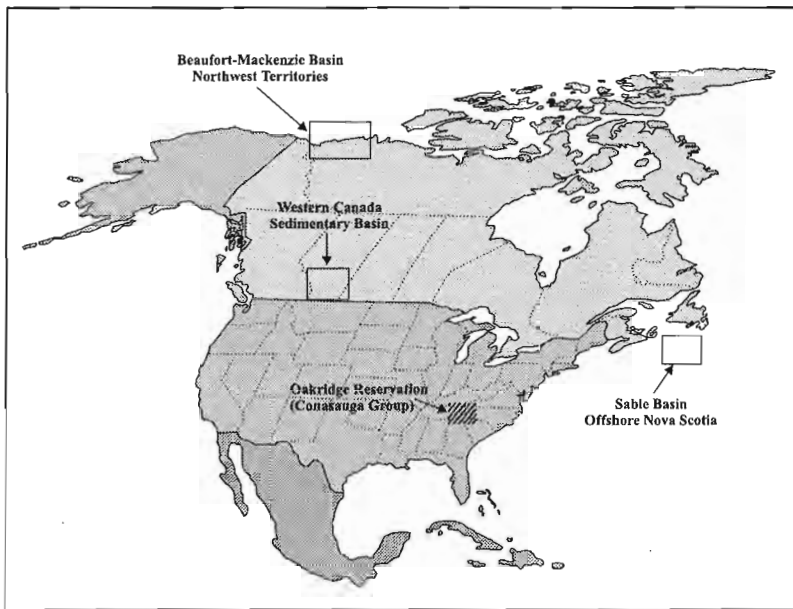 Beaufort-Mackenzie Basin
Northwest Territories
Western Canada
Sedimentary Basin
Oakridge Reservation
(Conasauga Group)
Sable Basin
Offshore Nova Scotia